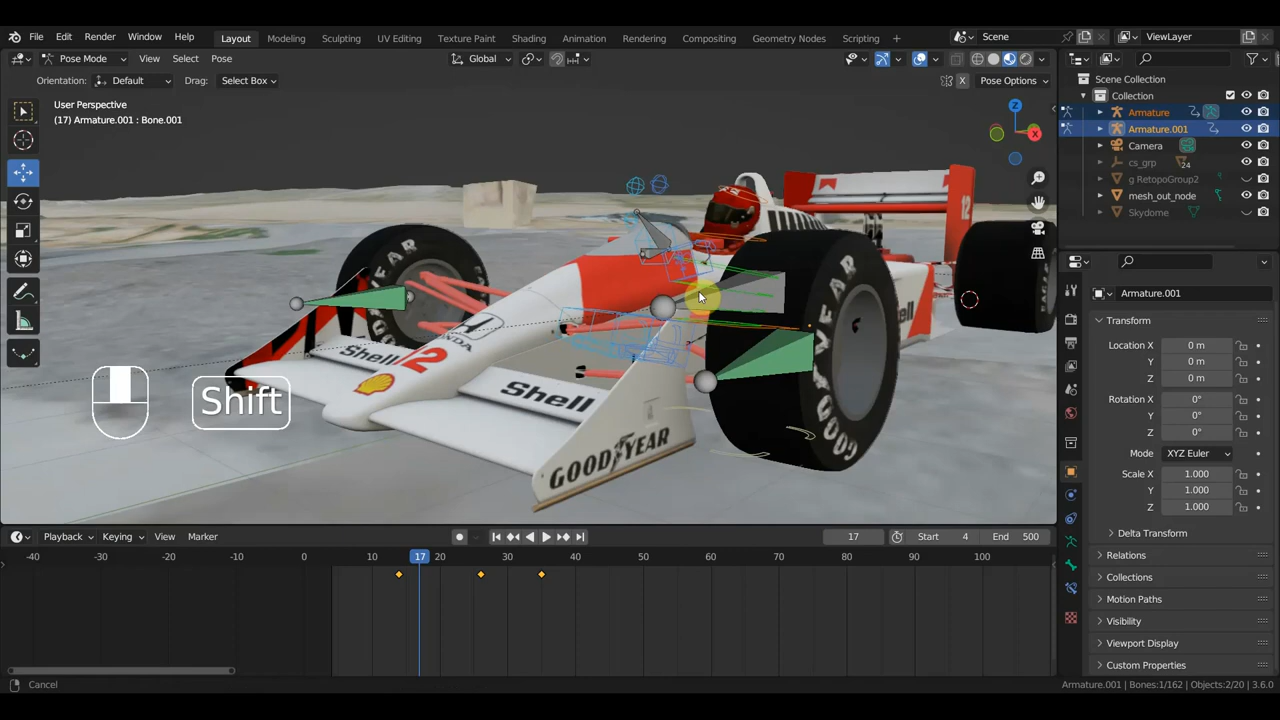 File Edit Render Window Help Layout Modeling Sculpting UV Editing Texture Paint Shading Animation Rendering Compositing Geometry Nodes Scripting + Scene ViewLayer
Pose Mode View Select Pose Global Pose Options
Orientation: Default Drag: Select Box X
User Perspective
(17) Armature.001 : Bone.001
Scene Collection
Collection
Armature
Armature.001
Camera
cs_grp 24
g RetopoGroup2
mesh_out_node
Skydome
Z
X
12
GOODYEAR
GOODYEAR
HONDA
Shell
12
Shell
GOODYEAR
GOODYEAR
Shift
Armature.001
Transform
Location X 0 m
Y 0 m
Z 0 m
Rotation X 0°
Y 0°
Z 0°
Mode XYZ Euler
Scale X 1.000
Y 1.000
Z 1.000
Delta Transform
Relations
Collections
Motion Paths
Visibility
Viewport Display
Custom Properties
Playback Keying View Marker 17 Start 4 End 500
-40 -30 -20 -10 0 10 17 20 30 40 50 60 70 80 90 100
Cancel
Armature.001 | Bones:1/162 | Objects:2/20 | 3.6.0